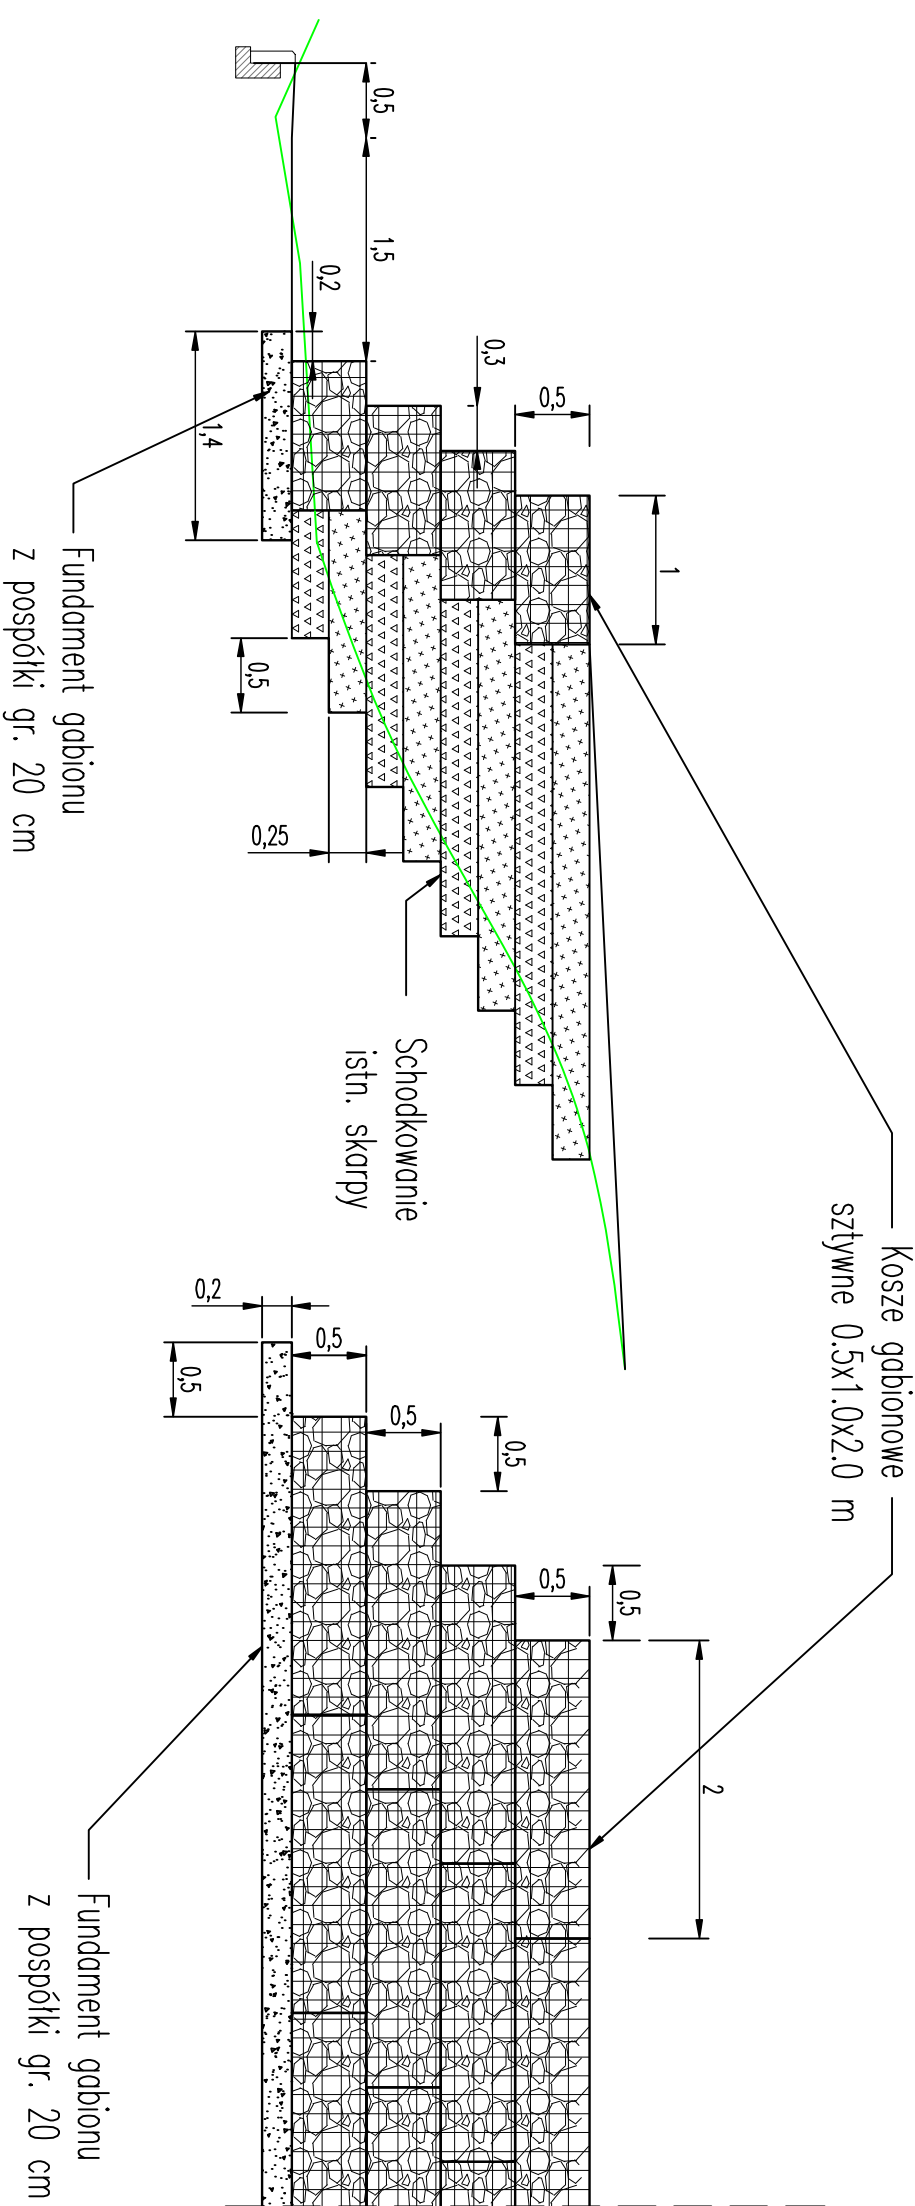 Kosze gabionowe
sztywne 0.5x1.0x2.0 m
0,5
1,5
0,2
0,3
0,5
1
1,4
0,5
0,25
Schodkowanie
istn. skarpy
Fundament gabionu
z pospółki gr. 20 cm
0,2
0,5
0,5
0,5
0,5
0,5
0,5
2
Fundament gabionu
z pospółki gr. 20 cm